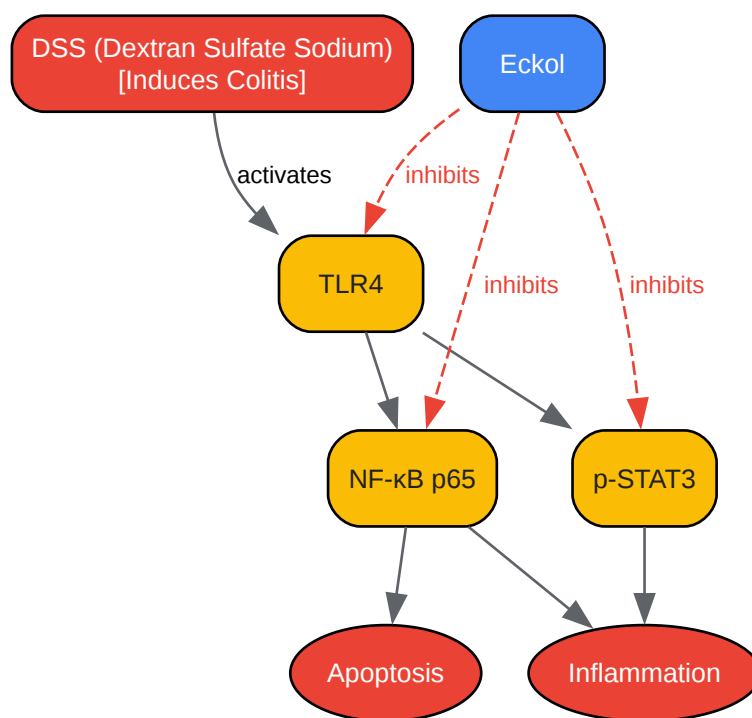 DSS (Dextran Sulfate Sodium)
[Induces Colitis]
Eckol
activates
inhibits
TLR4
inhibits
inhibits
NF-κB p65
p-STAT3
Apoptosis
Inflammation